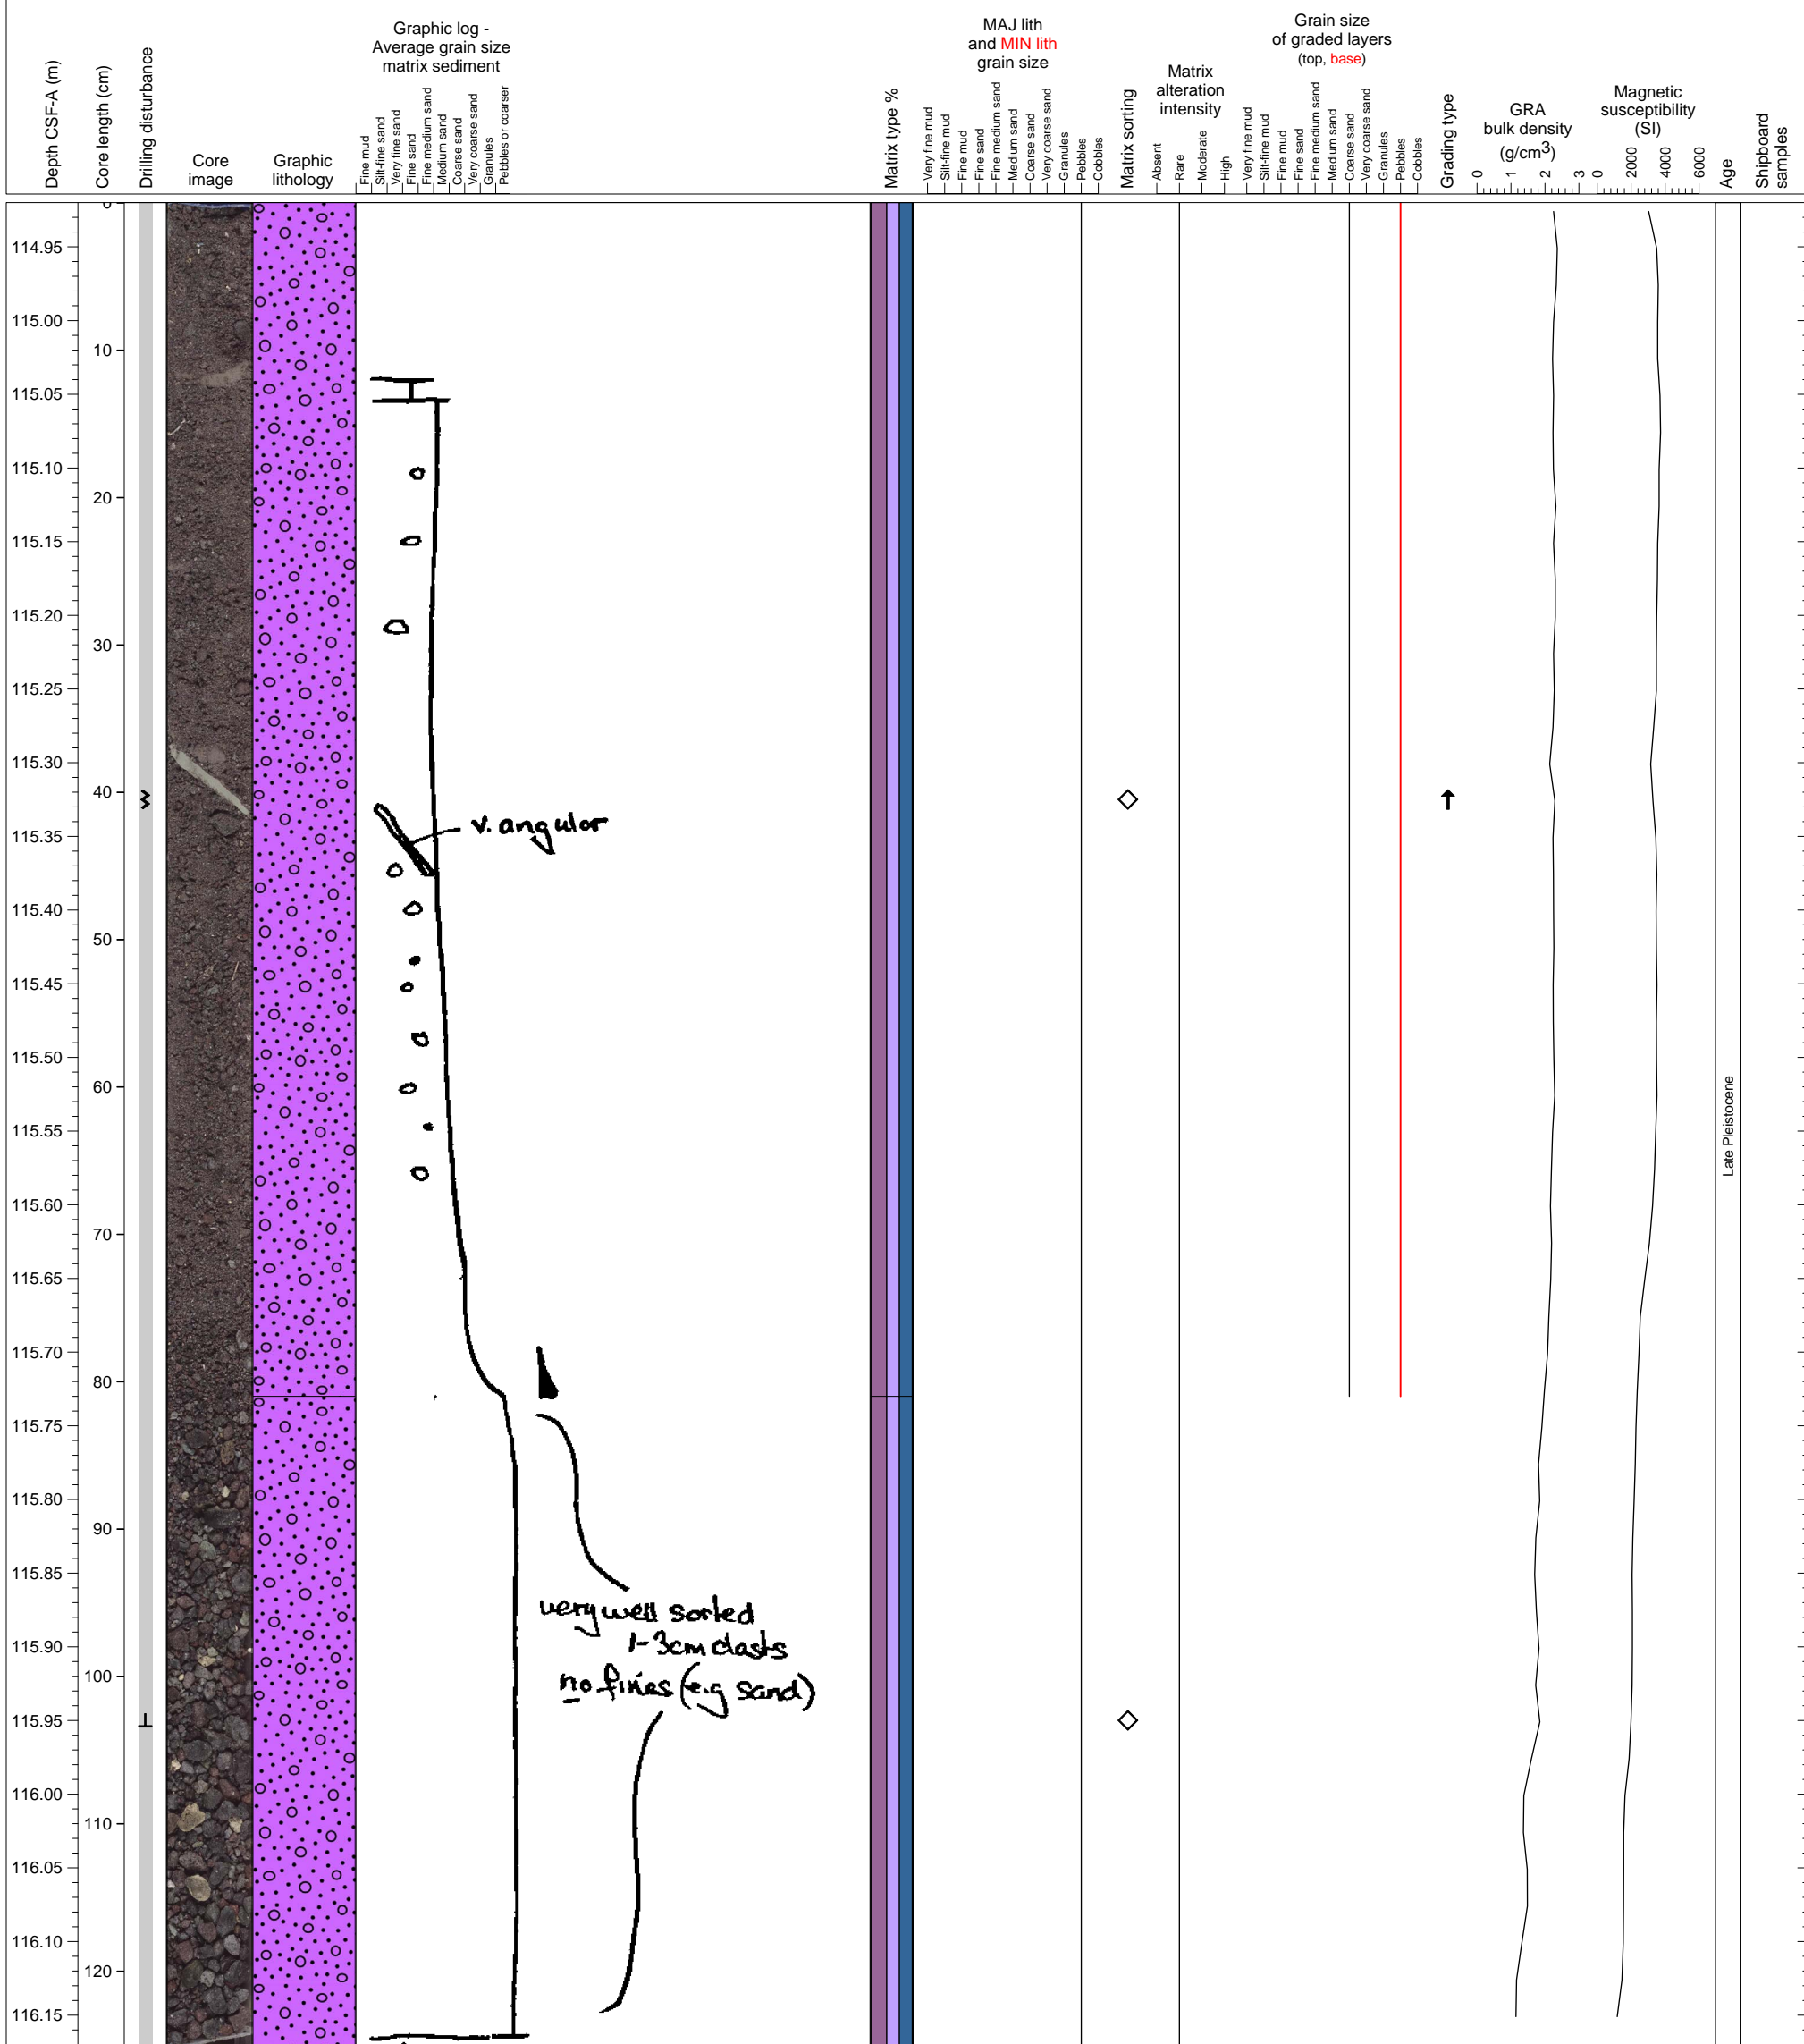 Depth CSF-A (m)
Core length (cm)
Drilling disturbance
Core
image
Graphic
lithology
Graphic log -
Average grain size
matrix sediment
Fine mud
Silt-fine sand
Very fine sand
Fine sand
Fine medium sand
Medium sand
Coarse sand
Very coarse sand
Granules
Pebbles or coarser
Matrix type %
MAJ lith
and MIN lith
grain size
Very fine mud
Silt-fine mud
Fine mud
Fine sand
Fine medium sand
Medium sand
Coarse sand
Very coarse sand
Granules
Pebbles
Cobbles
Matrix sorting
Matrix
alteration
intensity
Absent
Rare
Moderate
High
Grain size
of graded layers
(top, base)
Very fine mud
Silt-fine mud
Fine mud
Fine sand
Fine medium sand
Medium sand
Coarse sand
Very coarse sand
Granules
Pebbles
Cobbles
Grading type
GRA
bulk density
(g/cm3)
0 1 2 3
Magnetic
susceptibility
(SI)
0 2000 4000 6000
Age
Shipboard
samples
0
114.95
115.00
10
115.05
115.10
20
115.15
115.20
30
115.25
115.30
40
v. angular
115.35
115.40
50
115.45
115.50
60
115.55
Late Pleistocene
115.60
70
115.65
115.70
80
115.75
115.80
90
115.85
very well sorted
115.90
1-3cm clasts
100
no fines (e.g sand)
115.95
116.00
110
116.05
116.10
120
116.15